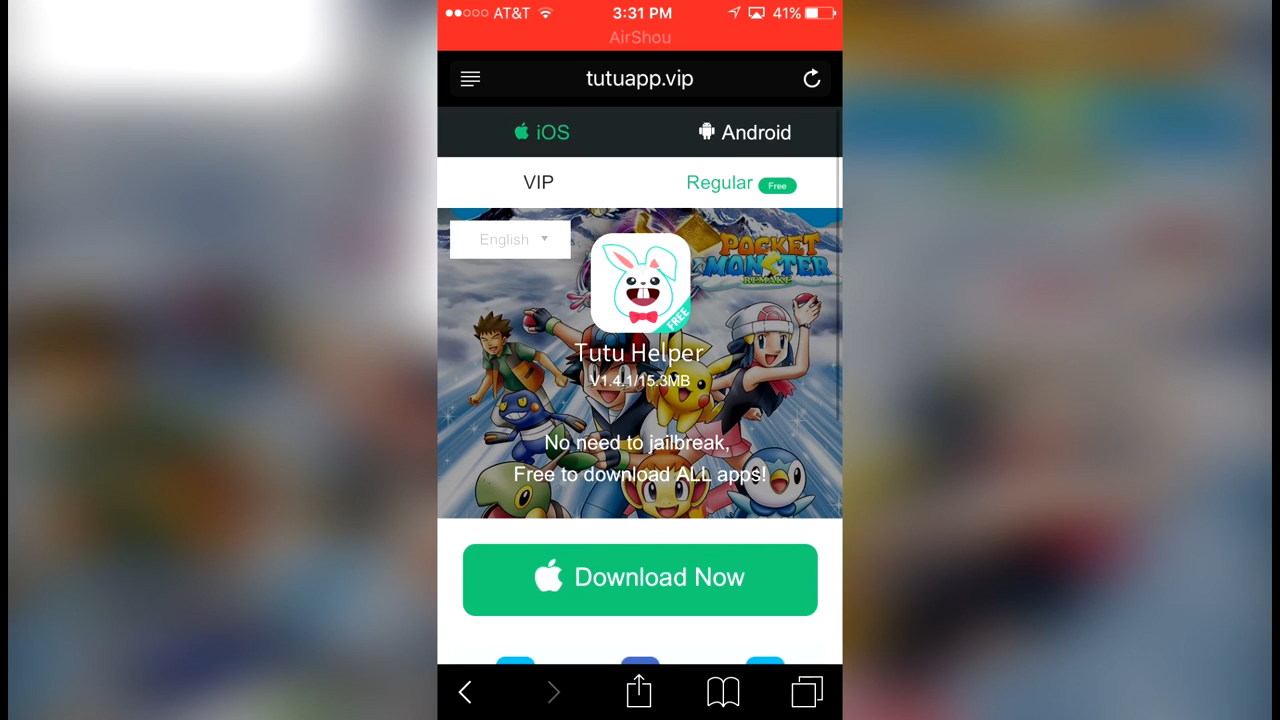 AT&T 3:31 PM 41%
AirShou
tutuapp.vip
iOS Android
VIP Regular Free
English
POCKET
MONSTER
REMAKE
FREE
Tutu Helper
V1.4.1/15.3MB
No need to jailbreak,
Free to download ALL apps!
Download Now